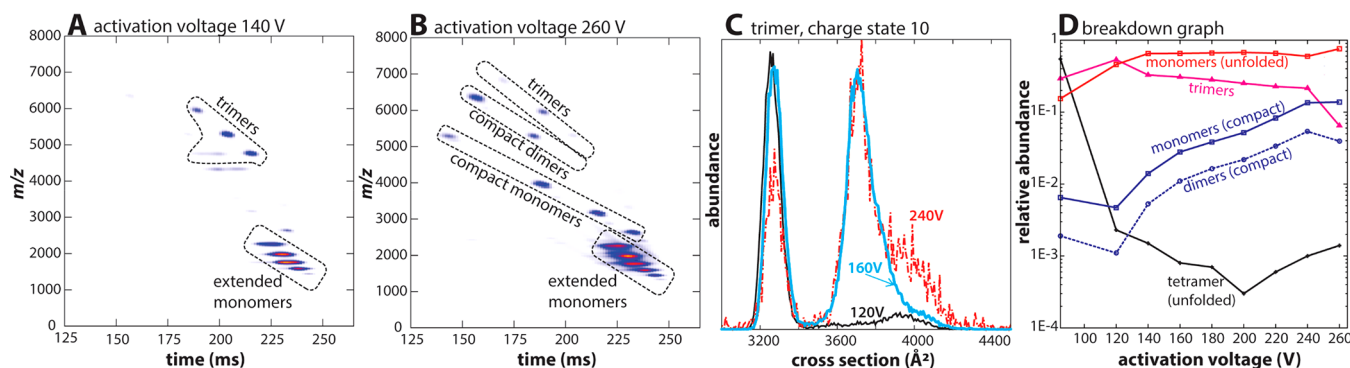 A activation voltage 140 V
8000
7000
6000
5000
4000
3000
2000
1000
0
m/z
125
150
175
200
225
250
time (ms)
trimers
extended
monomers
B activation voltage 260 V
8000
7000
6000
5000
4000
3000
2000
1000
0
m/z
125
150
175
200
225
250
time (ms)
trimers
compact dimers
compact monomers
extended
monomers
C trimer, charge state 10
abundance
240V
160V
120V
3200
3600
4000
4400
cross section (Å²)
D breakdown graph
1
1E-1
1E-2
1E-3
1E-4
relative abundance
monomers (unfolded)
trimers
monomers (compact)
dimers (compact)
tetramer
(unfolded)
100
120
140
160
180
200
220
240
260
activation voltage (V)